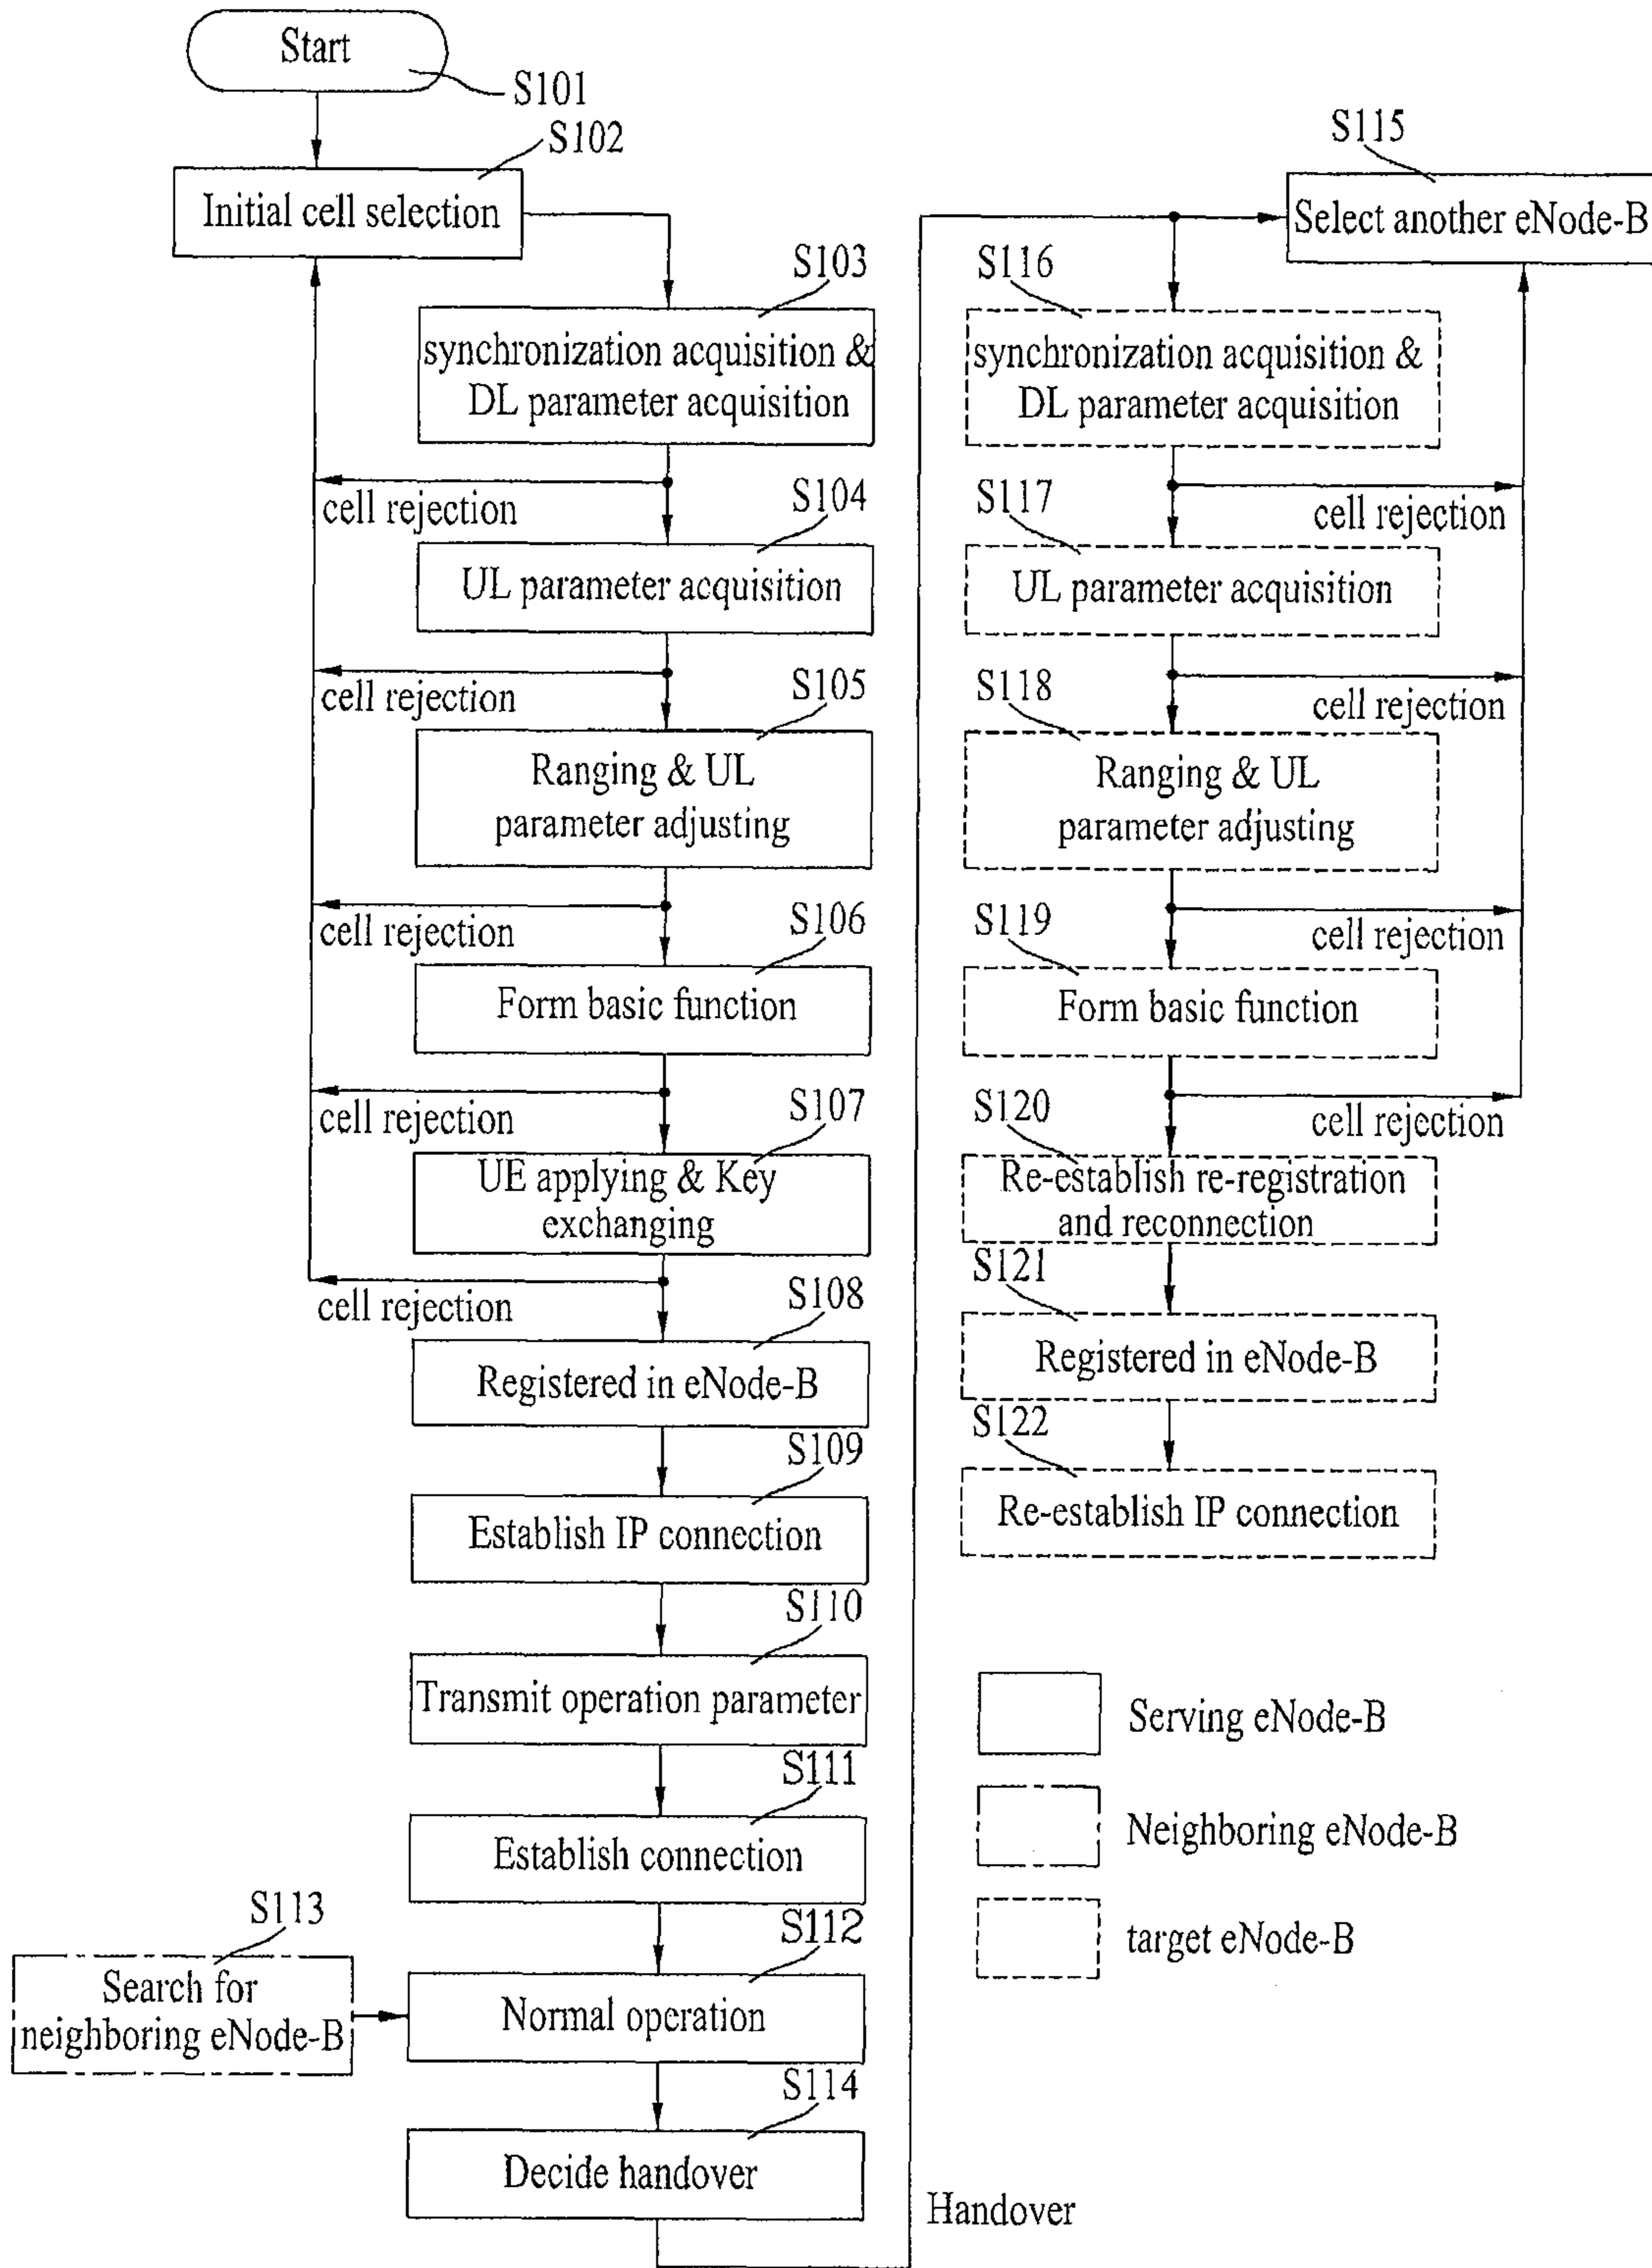 Start
S101
S102
Initial cell selection
S103
synchronization acquisition &
DL parameter acquisition
cell rejection
S104
UL parameter acquisition
cell rejection
S105
Ranging & UL
parameter adjusting
cell rejection
S106
Form basic function
cell rejection
S107
UE applying & Key
exchanging
cell rejection
S108
Registered in eNode-B
S109
Establish IP connection
S110
Transmit operation parameter
S111
Establish connection
S112
Normal operation
S113
Search for
neighboring eNode-B
S114
Decide handover
Handover
S115
Select another eNode-B
S116
synchronization acquisition &
DL parameter acquisition
cell rejection
S117
UL parameter acquisition
cell rejection
S118
Ranging & UL
parameter adjusting
cell rejection
S119
Form basic function
cell rejection
S120
Re-establish re-registration
and reconnection
S121
Registered in eNode-B
S122
Re-establish IP connection
Serving eNode-B
Neighboring eNode-B
target eNode-B